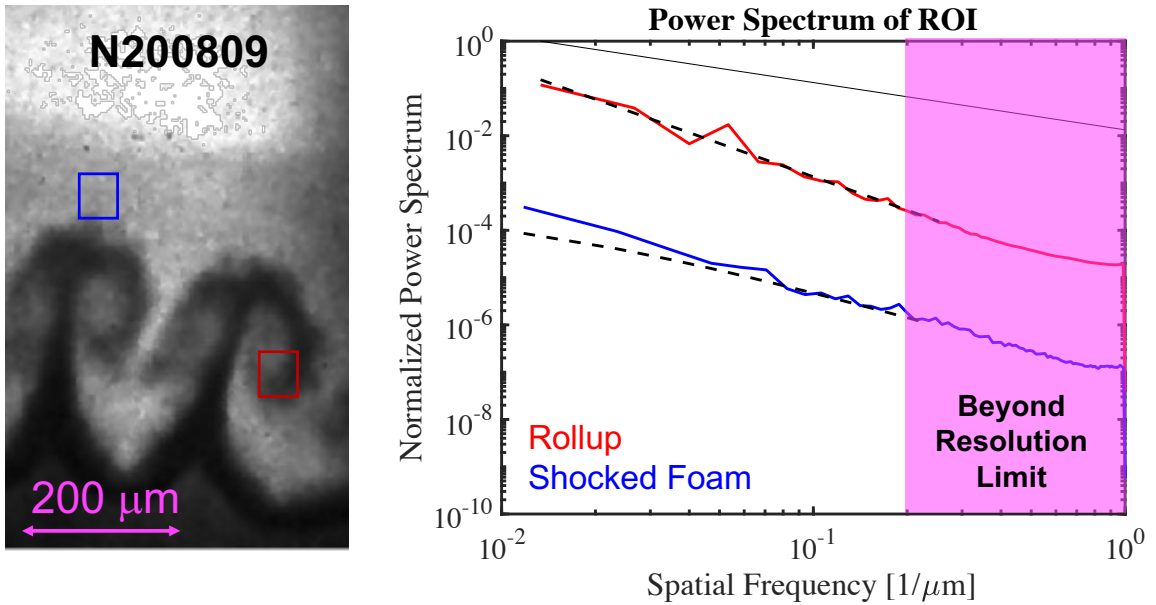 N200809
200 μm
Power Spectrum of ROI
Normalized Power Spectrum
10^0
10^-2
10^-4
10^-6
10^-8
10^-10
Rollup
Shocked Foam
Beyond
Resolution
Limit
10^-2
10^-1
10^0
Spatial Frequency [1/μm]